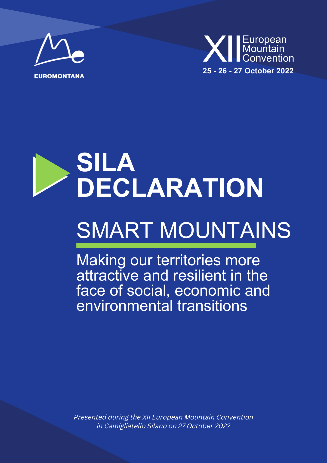 EUROMONTANA
XII European
Mountain
Convention
25 - 26 - 27 October 2022
SILA
DECLARATION
SMART MOUNTAINS
Making our territories more
attractive and resilient in the
face of social, economic and
environmental transitions
Presented during the XII European Mountain Convention
in Camigliatello Silano on 27 October 2022